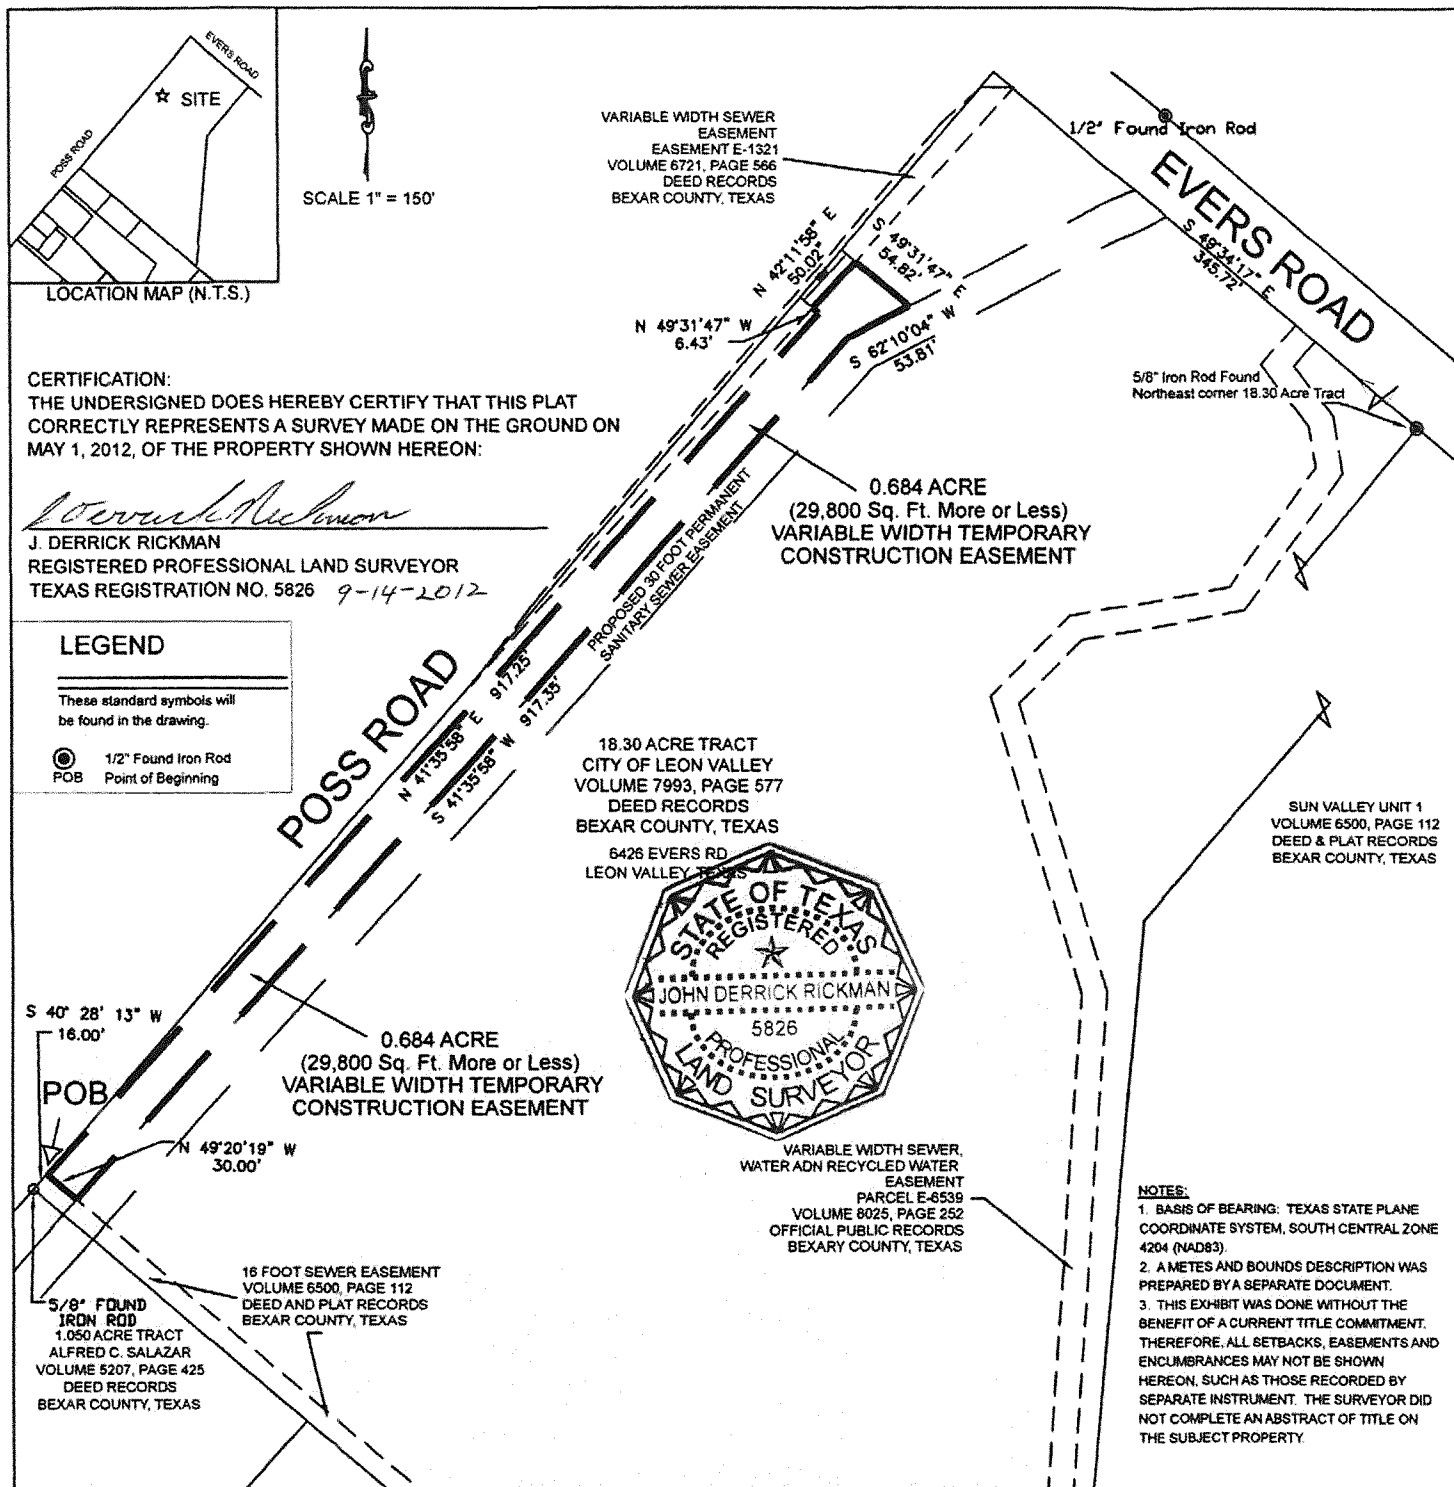 EVERS ROAD
SITE
POSS ROAD
LOCATION MAP (N.T.S.)
SCALE 1" = 150'
VARIABLE WIDTH SEWER
EASEMENT
EASEMENT E-1321
VOLUME 6721, PAGE 566
DEED RECORDS
BEXAR COUNTY, TEXAS
1/2" Found Iron Rod
EVERS ROAD
S 49°34'17" E
345.72'
N 42°11'58" E
50.02'
S 49°31'47" E
54.82'
N 49°31'47" W
6.43'
S 62°10'04" W
53.81'
5/8" Iron Rod Found
Northeast corner 18.30 Acre Tract
CERTIFICATION:
THE UNDERSIGNED DOES HEREBY CERTIFY THAT THIS PLAT
CORRECTLY REPRESENTS A SURVEY MADE ON THE GROUND ON
MAY 1, 2012, OF THE PROPERTY SHOWN HEREON:
J. DERRICK RICKMAN
REGISTERED PROFESSIONAL LAND SURVEYOR
TEXAS REGISTRATION NO. 5826 9-14-2012
0.684 ACRE
(29,800 Sq. Ft. More or Less)
VARIABLE WIDTH TEMPORARY
CONSTRUCTION EASEMENT
PROPOSED 30 FOOT PERMANENT
SANITARY SEWER EASEMENT
LEGEND
These standard symbols will
be found in the drawing.
1/2" Found Iron Rod
POB Point of Beginning
POSS ROAD
N 41°35'58" E 917.25'
S 41°35'58" W 917.35'
18.30 ACRE TRACT
CITY OF LEON VALLEY
VOLUME 7993, PAGE 577
DEED RECORDS
BEXAR COUNTY, TEXAS
6426 EVERS RD
LEON VALLEY, TEXAS
SUN VALLEY UNIT 1
VOLUME 6500, PAGE 112
DEED & PLAT RECORDS
BEXAR COUNTY, TEXAS
STATE OF TEXAS
REGISTERED
JOHN DERRICK RICKMAN
5826
PROFESSIONAL
LAND SURVEYOR
S 40° 28' 13" W
16.00'
POB
0.684 ACRE
(29,800 Sq. Ft. More or Less)
VARIABLE WIDTH TEMPORARY
CONSTRUCTION EASEMENT
N 49°20'19" W
30.00'
VARIABLE WIDTH SEWER,
WATER ADN RECYCLED WATER
EASEMENT
PARCEL E-6539
VOLUME 8025, PAGE 252
OFFICIAL PUBLIC RECORDS
BEXARY COUNTY, TEXAS
16 FOOT SEWER EASEMENT
VOLUME 6500, PAGE 112
DEED AND PLAT RECORDS
BEXAR COUNTY, TEXAS
5/8" FOUND
IRON ROD
1.050 ACRE TRACT
ALFRED C. SALAZAR
VOLUME 5207, PAGE 425
DEED RECORDS
BEXAR COUNTY, TEXAS
NOTES:
1. BASIS OF BEARING: TEXAS STATE PLANE
COORDINATE SYSTEM, SOUTH CENTRAL ZONE
4204 (NAD83).
2. A METES AND BOUNDS DESCRIPTION WAS
PREPARED BY A SEPARATE DOCUMENT.
3. THIS EXHIBIT WAS DONE WITHOUT THE
BENEFIT OF A CURRENT TITLE COMMITMENT.
THEREFORE, ALL SETBACKS, EASEMENTS AND
ENCUMBRANCES MAY NOT BE SHOWN
HEREON, SUCH AS THOSE RECORDED BY
SEPARATE INSTRUMENT. THE SURVEYOR DID
NOT COMPLETE AN ABSTRACT OF TITLE ON
THE SUBJECT PROPERTY.